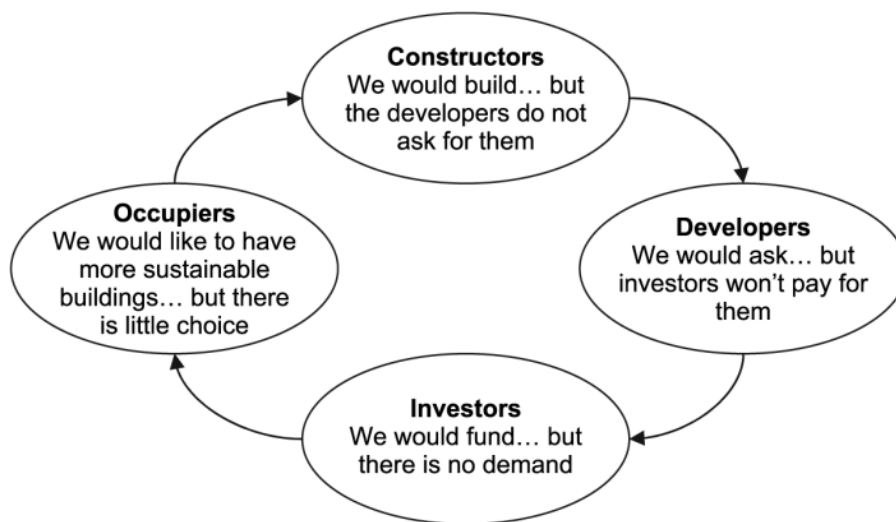 Constructors
We would build… but
the developers do not
ask for them
Occupiers
We would like to have
more sustainable
buildings… but there
is little choice
Developers
We would ask… but
investors won't pay for
them
Investors
We would fund… but
there is no demand